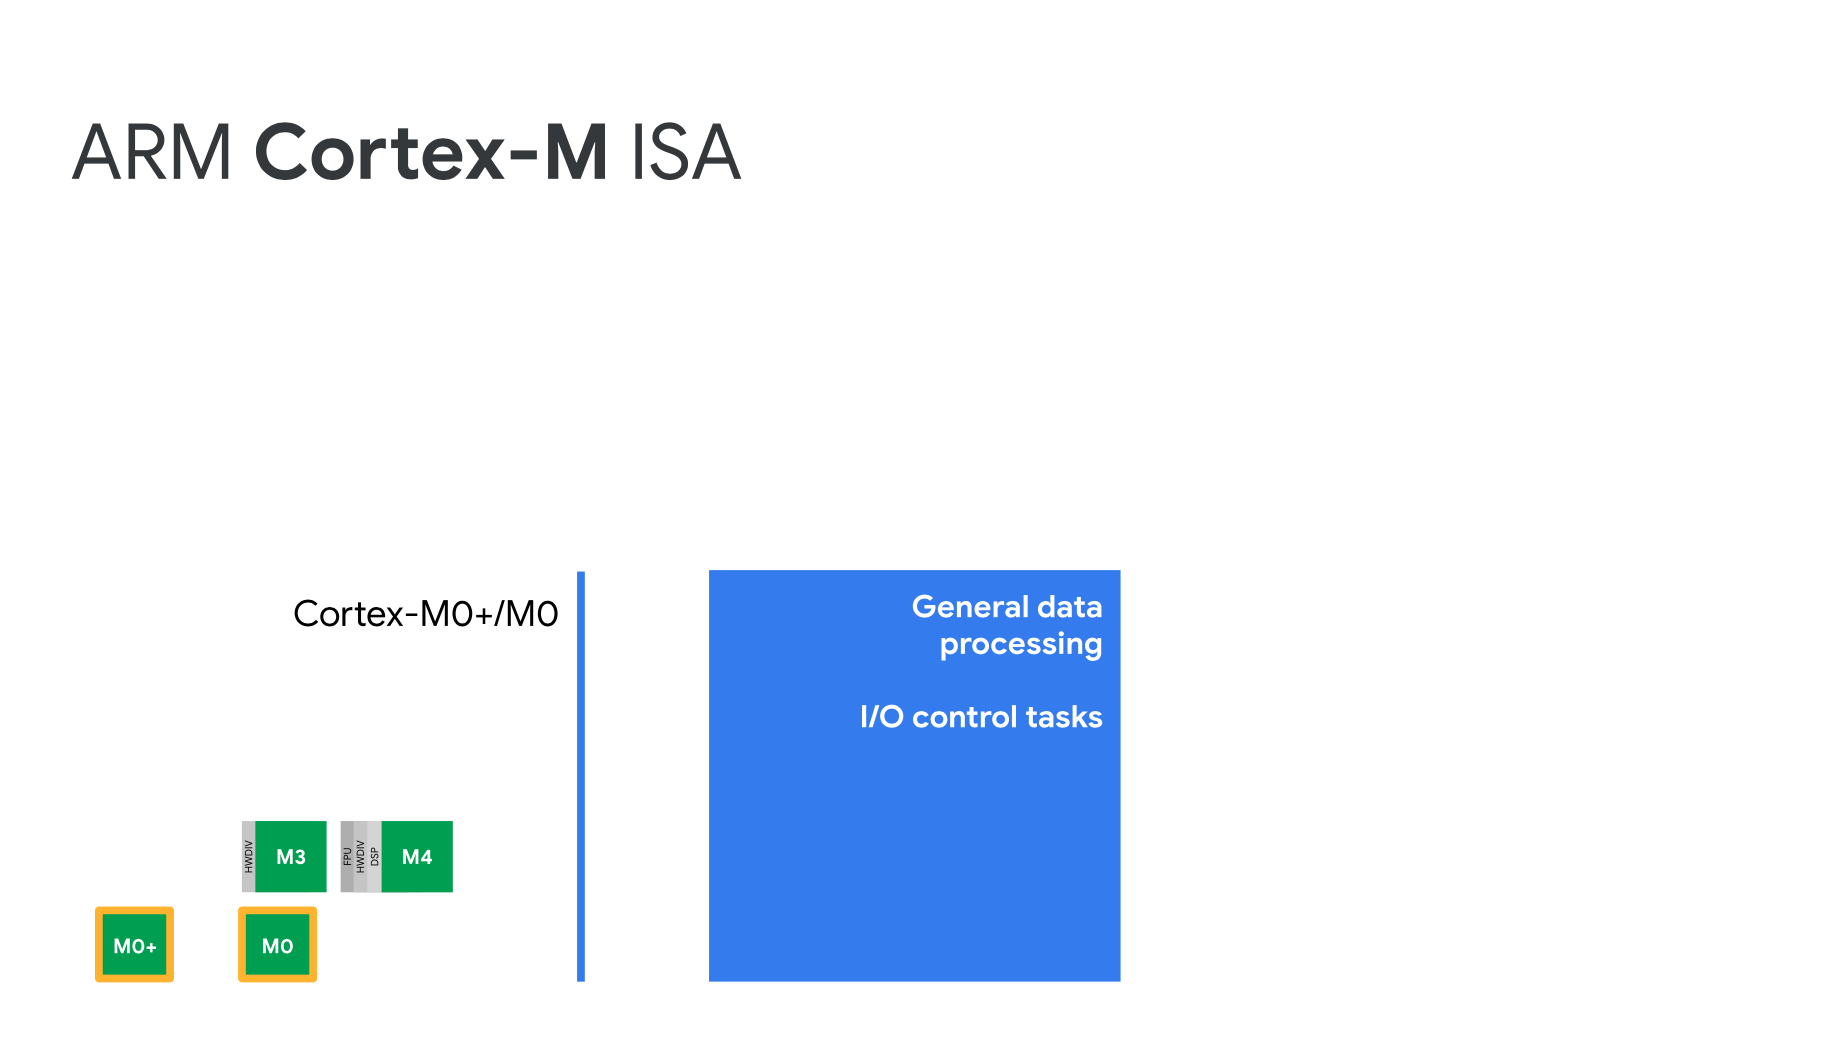 ARM Cortex-M ISA
Cortex-M0+/M0
General data
processing
I/O control tasks
HWDIV
M3
FPU
HWDIV
DSP
M4
M0+
M0